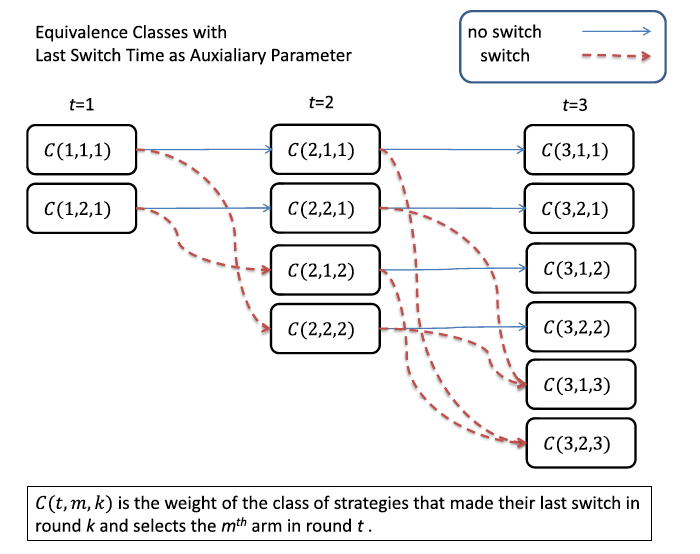 Equivalence Classes with
Last Switch Time as Auxialiary Parameter
no switch
switch
t=1
t=2
t=3
C(1,1,1)
C(2,1,1)
C(3,1,1)
C(1,2,1)
C(2,2,1)
C(3,2,1)
C(2,1,2)
C(3,1,2)
C(2,2,2)
C(3,2,2)
C(3,1,3)
C(3,2,3)
C(t,m,k) is the weight of the class of strategies that made their last switch in
round k and selects the mth arm in round t .